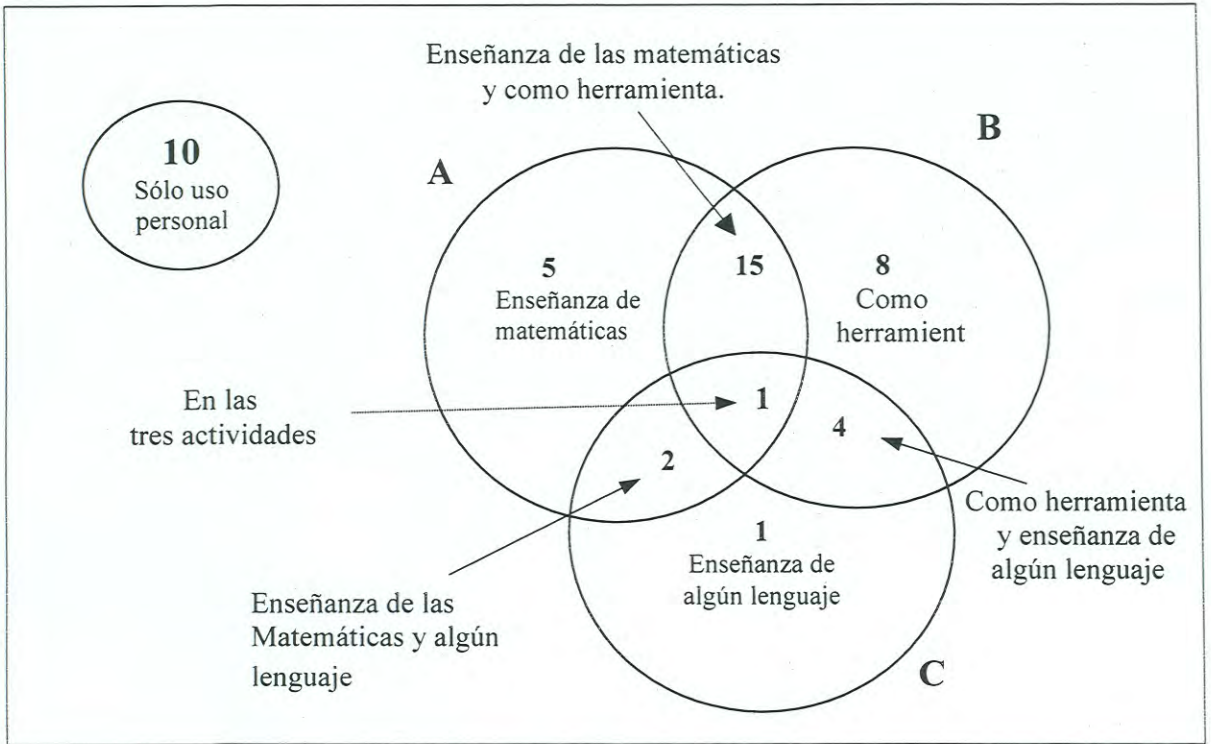 Enseñanza de las matemáticas
y como herramienta.
B
10
Sólo uso
personal
A
5
Enseñanza de
matemáticas
15
8
Como
herramient
En las
tres actividades
1
4
2
Como herramienta
y enseñanza de
algún lenguaje
1
Enseñanza de
algún lenguaje
Enseñanza de las
Matemáticas y algún
lenguaje
C